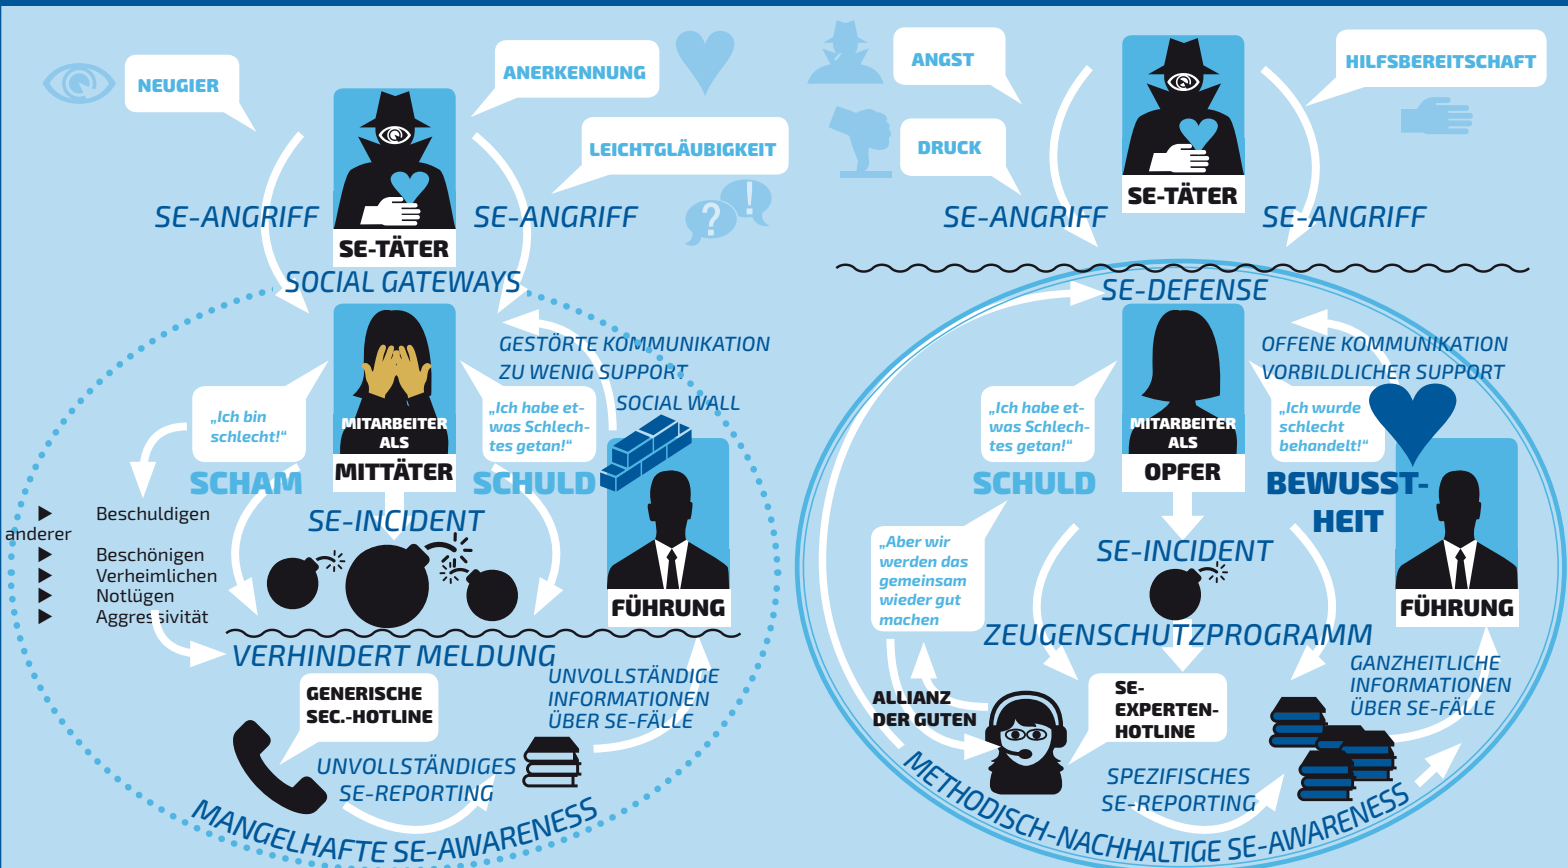 NEUGIER
ANERKENNUNG
LEICHTGLÄUBIGKEIT
SE-ANGRIFF
SE-ANGRIFF
SE-TÄTER
SOCIAL GATEWAYS
GESTÖRTE KOMMUNIKATION
ZU WENIG SUPPORT
SOCIAL WALL
„Ich bin
schlecht!“
MITARBEITER
ALS
MITTÄTER
„Ich habe et-
was Schlech-
tes getan!“
SCHAM
SCHULD
▶ Beschuldigen
anderer
▶ Beschönigen
▶ Verheimlichen
▶ Notlügen
▶ Aggressivität
SE-INCIDENT
FÜHRUNG
VERHINDERT MELDUNG
GENERISCHE
SEC.-HOTLINE
UNVOLLSTÄNDIGE
INFORMATIONEN
ÜBER SE-FÄLLE
UNVOLLSTÄNDIGES
SE-REPORTING
MANGELHAFTE SE-AWARENESS
ANGST
DRUCK
HILFSBEREITSCHAFT
SE-TÄTER
SE-ANGRIFF
SE-ANGRIFF
SE-DEFENSE
OFFENE KOMMUNIKATION
VORBILDLICHER SUPPORT
„Ich habe et-
was Schlech-
tes getan!“
MITARBEITER
ALS
OPFER
„Ich wurde
schlecht
behandelt!“
SCHULD
BEWUSST-
HEIT
„Aber wir
werden das
gemeinsam
wieder gut
machen
SE-INCIDENT
FÜHRUNG
ZEUGENSCHUTZPROGRAMM
ALLIANZ
DER GUTEN
SE-
EXPERTEN-
HOTLINE
GANZHEITLICHE
INFORMATIONEN
ÜBER SE-FÄLLE
SPEZIFISCHES
SE-REPORTING
METHODISCH-NACHHALTIGE SE-AWARENESS
?
!